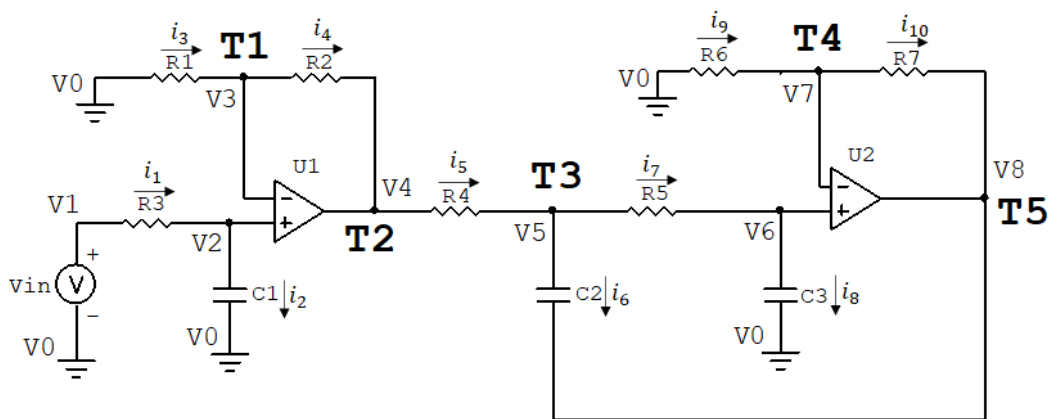 i₃ T1 i₄ i₉ T4 i₁₀
R1 R2 R6 R7
V0 V3 V0 V7
U1 U2
i₁ i₅ T3 i₇ V8
V1 R3 V4 R4 R5
V2 T2 V5 V6 T5
+
Vin V C1 i₂ C2 i₆ C3 i₈
−
V0 V0 V0